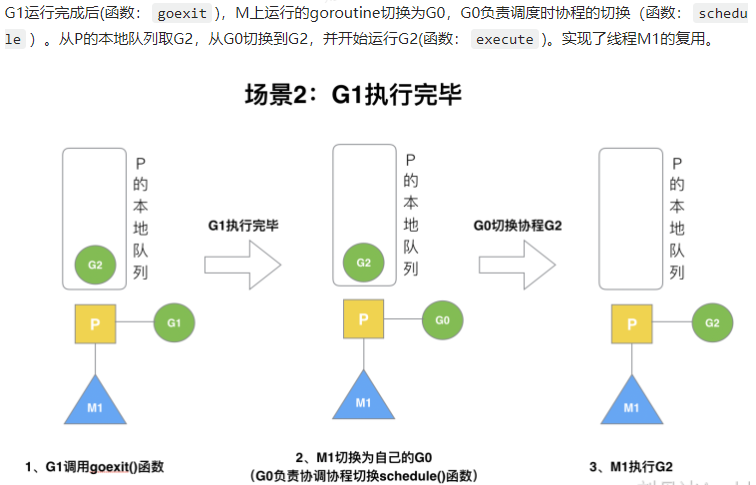 G1运行完成后(函数： goexit )，M上运行的goroutine切换为G0，G0负责调度时协程的切换（函数： schedu
le ）。从P的本地队列取G2，从G0切换到G2，并开始运行G2(函数： execute )。实现了线程M1的复用。
场景2：G1执行完毕
P的本地队列
G2
P
G1
M1
1、G1调用goexit()函数
G1执行完毕
P的本地队列
G2
P
G0
M1
2、M1切换为自己的G0
（G0负责协调协程切换schedule()函数）
G0切换协程G2
P的本地队列
P
G2
M1
3、M1执行G2